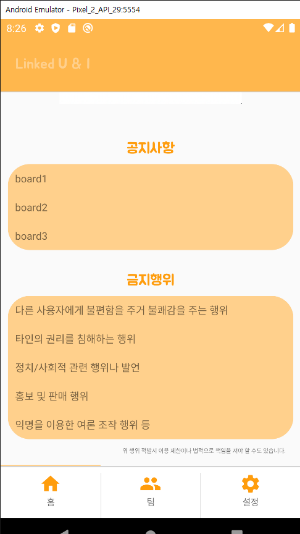 Android Emulator - Pixel_2_API_29:5554
8:26
Linked U & I
공지사항
board1
board2
board3
금지행위
다른 사용자에게 불편함을 주거 불쾌감을 주는 행위
타인의 권리를 침해하는 행위
정치/사회적 관련 행위나 발언
홍보 및 판매 행위
익명을 이용한 여론 조작 행위 등
위 행위 적발시 이용 제한이나 법적으로 책임을 져야 할 수도 있습니다.
홈
팀
설정